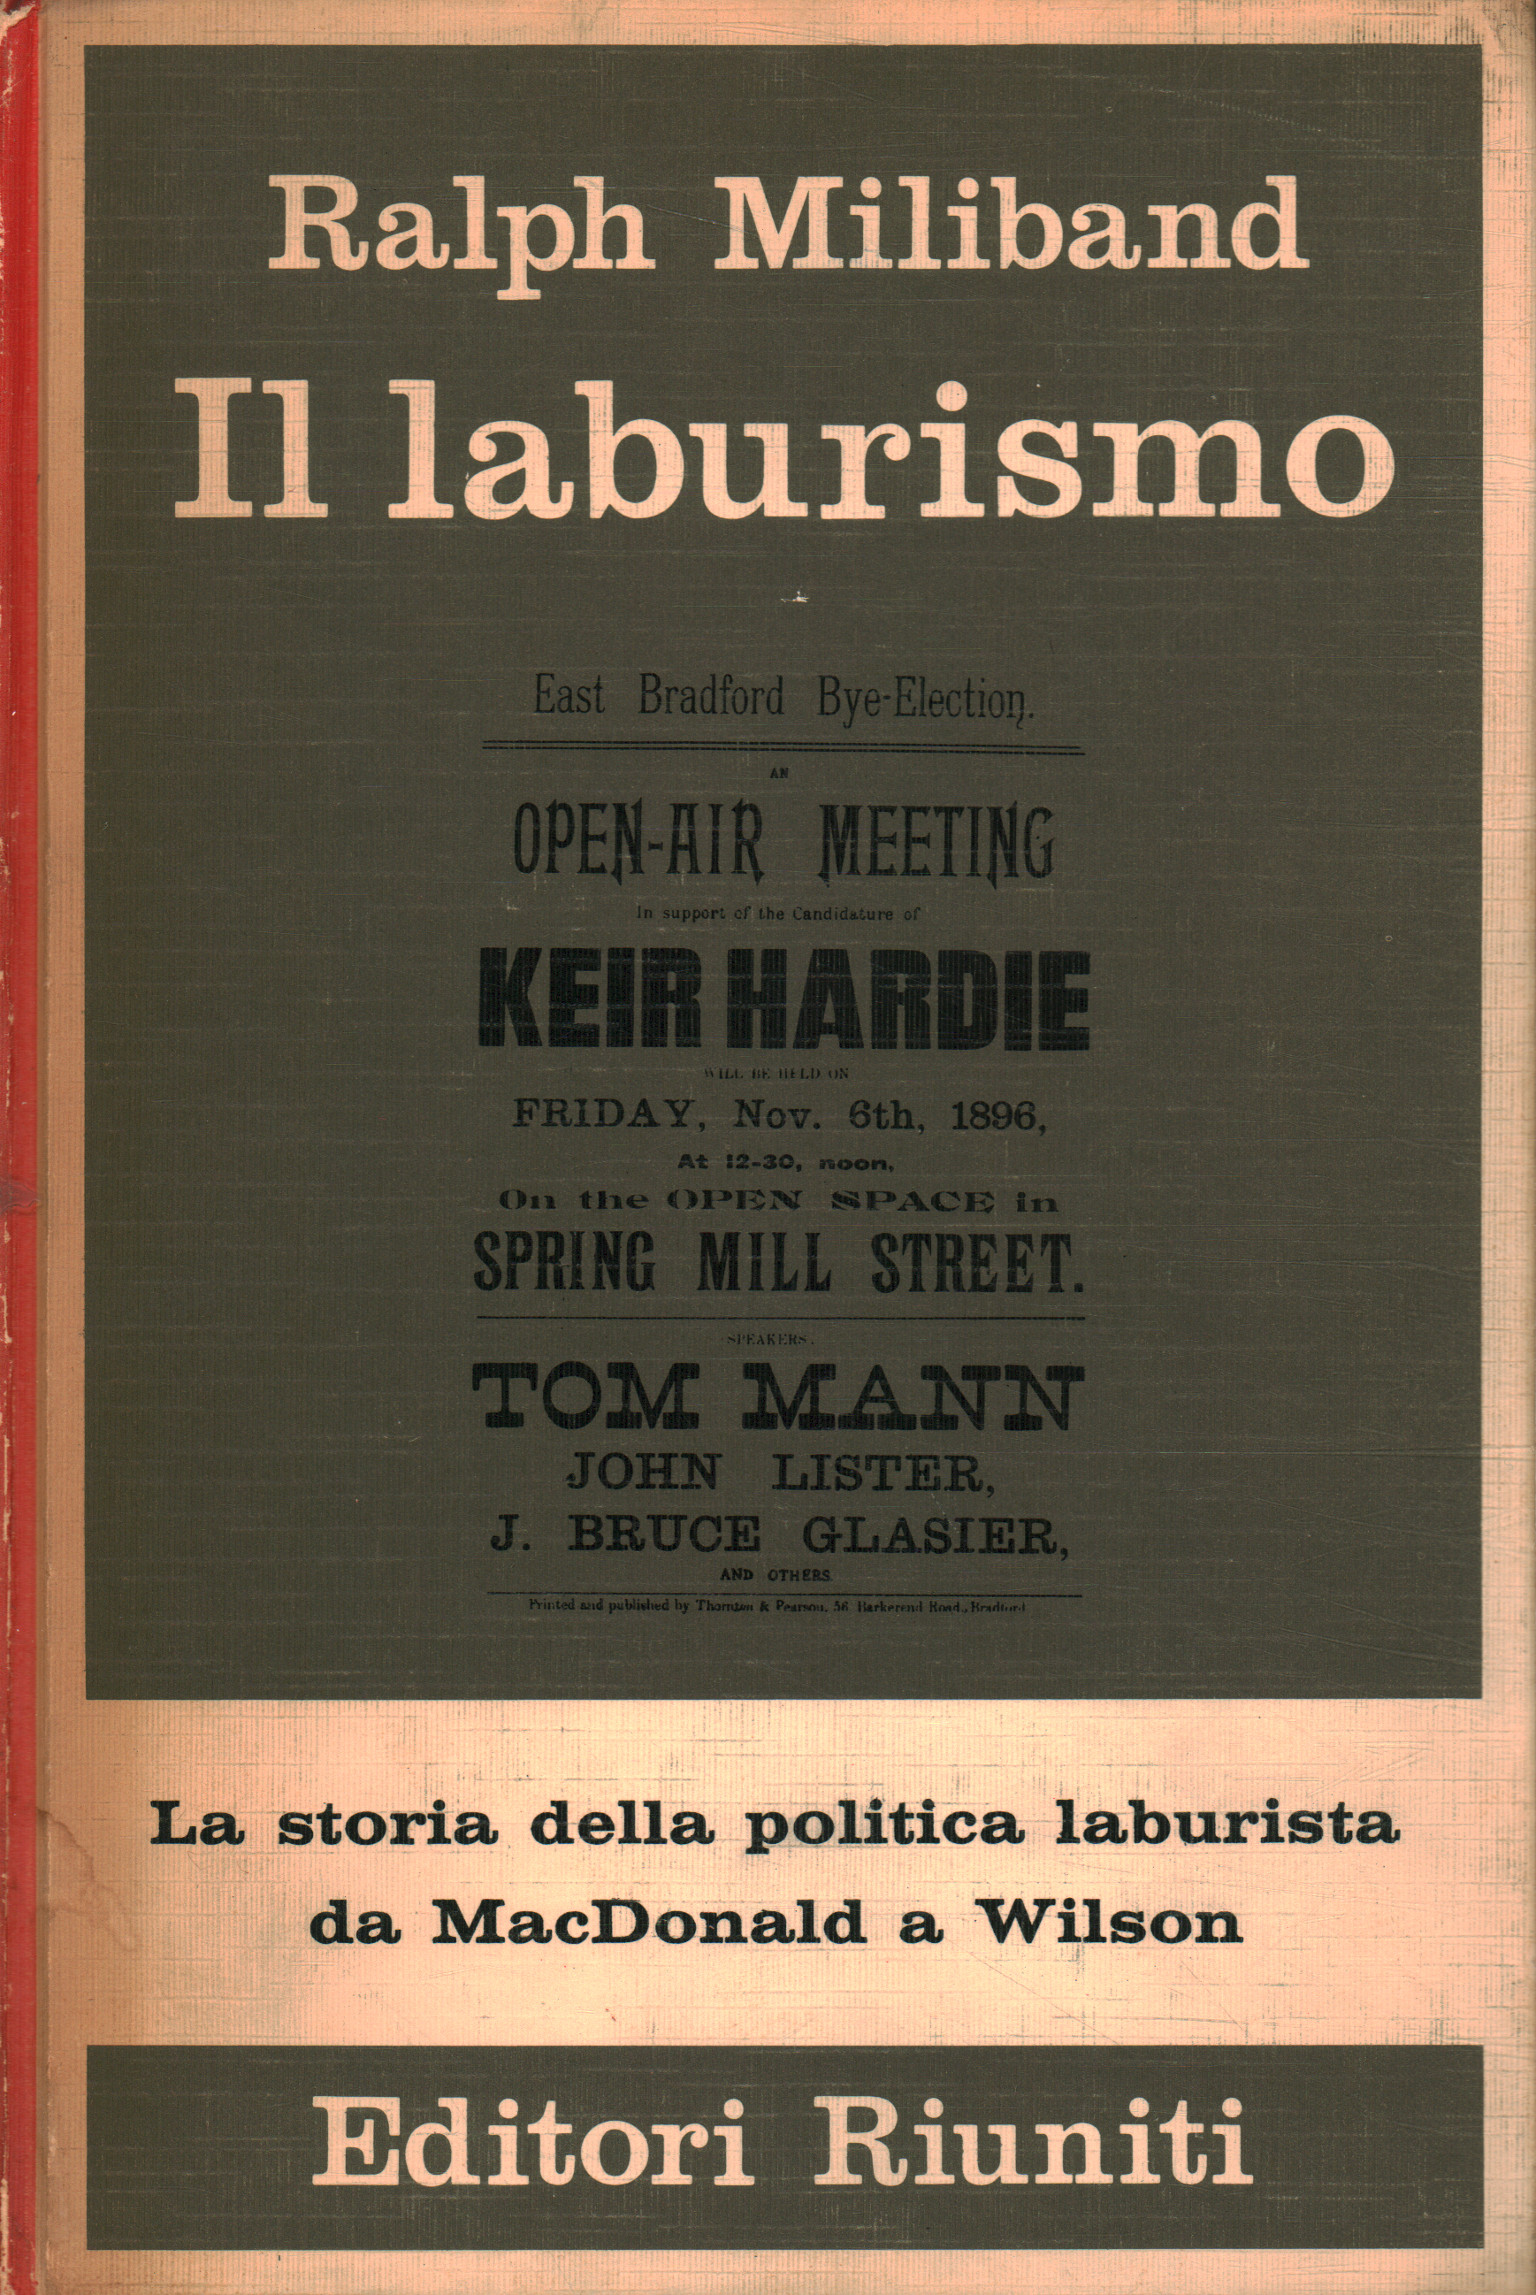 Ralph Miliband
Il laburismo
East Bradford Bye-Election.
AN
OPEN-AIR MEETING
In support of the Candidature of
KEIR HARDIE
WILL BE HELD ON
FRIDAY, Nov. 6th, 1896,
At 12-30, noon,
On the OPEN SPACE in
SPRING MILL STREET.
SPEAKERS.
TOM MANN
JOHN LISTER,
J. BRUCE GLASIER,
AND OTHERS.
Printed and published by Thornton & Pearson, 56 Barkerend Road., Bradford
La storia della politica laburista
da MacDonald a Wilson
Editori Riuniti